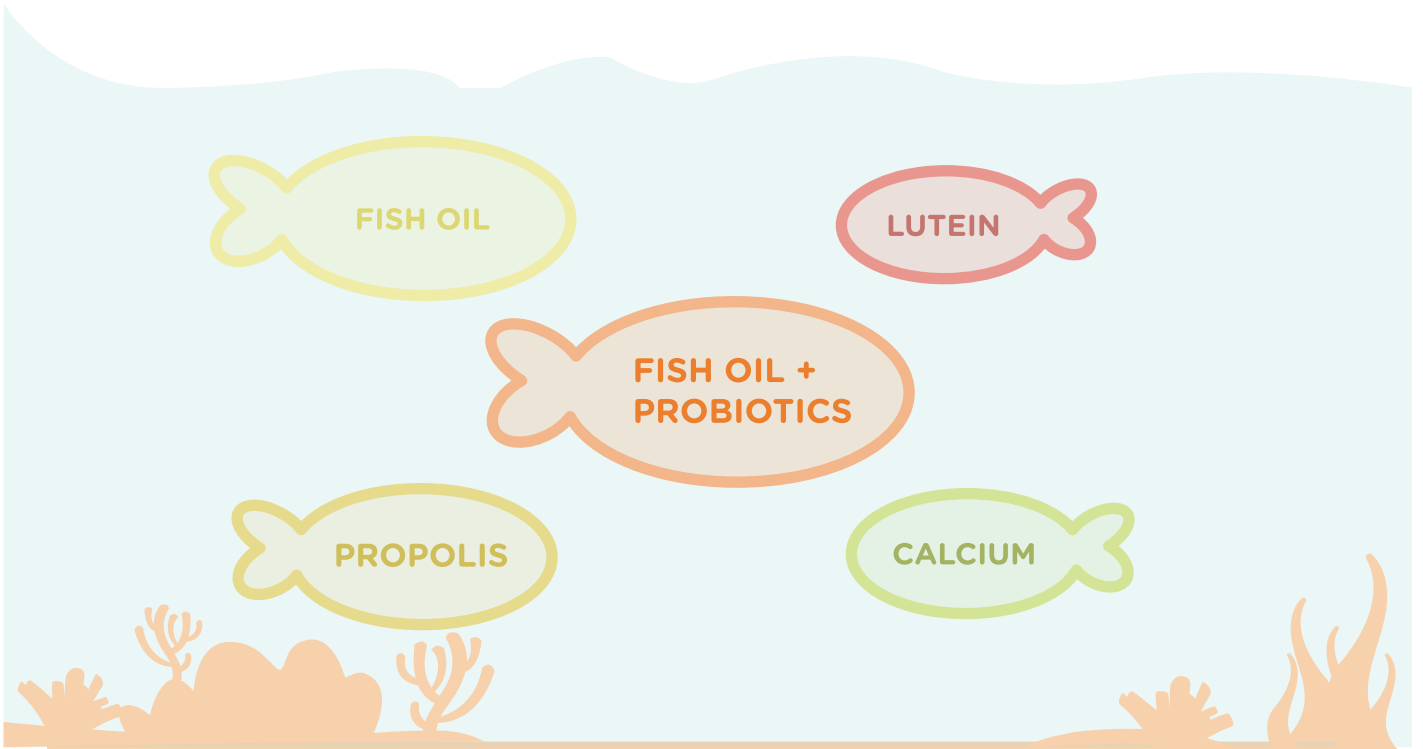 FISH OIL
LUTEIN
FISH OIL +
PROBIOTICS
PROPOLIS
CALCIUM